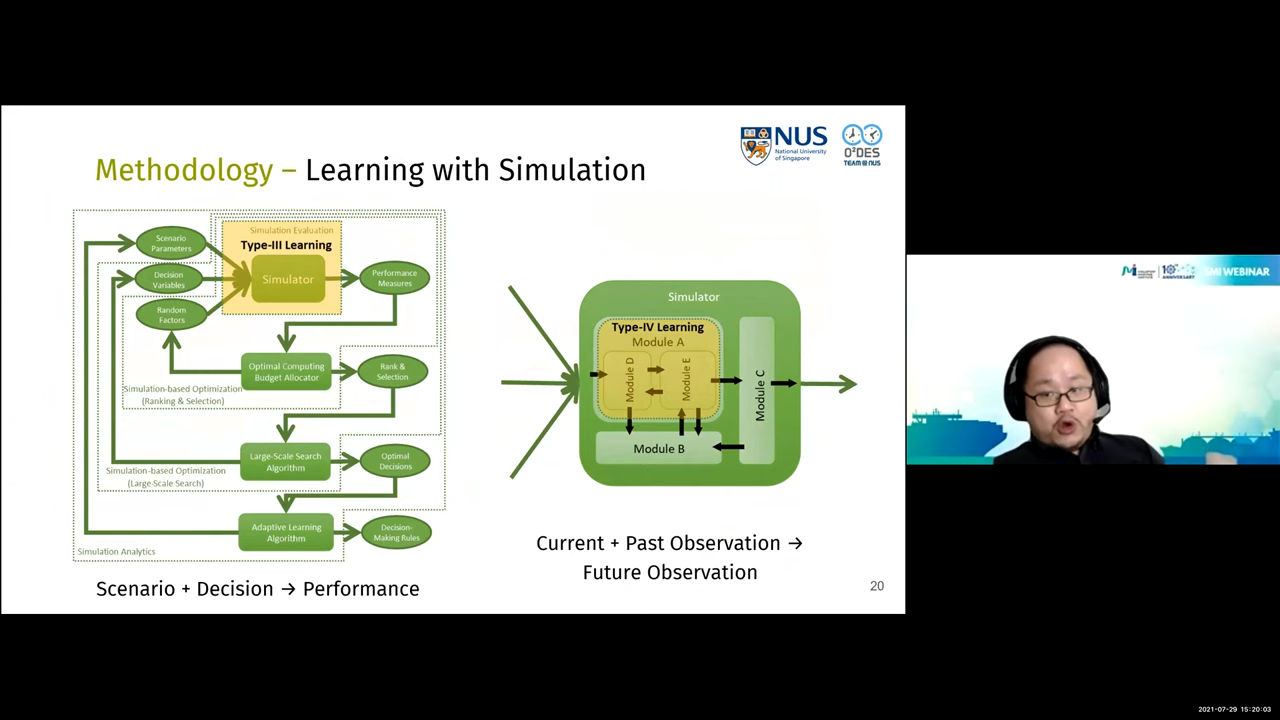 NUS
National University
of Singapore
O²DES
TEAM @ NUS
Methodology – Learning with Simulation
Simulation Evaluation
Type-III Learning
Scenario
Parameters
Decision
Variables
Random
Factors
Simulator
Performance
Measures
Optimal Computing
Budget Allocator
Rank &
Selection
Simulation-based Optimization
(Ranking & Selection)
Large-Scale Search
Algorithm
Optimal
Decisions
Simulation-based Optimization
(Large-Scale Search)
Adaptive Learning
Algorithm
Decision-
Making Rules
Simulation Analytics
Scenario + Decision → Performance
Simulator
Type-IV Learning
Module A
Module D
Module E
Module C
Module B
Current + Past Observation →
Future Observation
20
SMI WEBINAR
2021-07-29 15:20:03